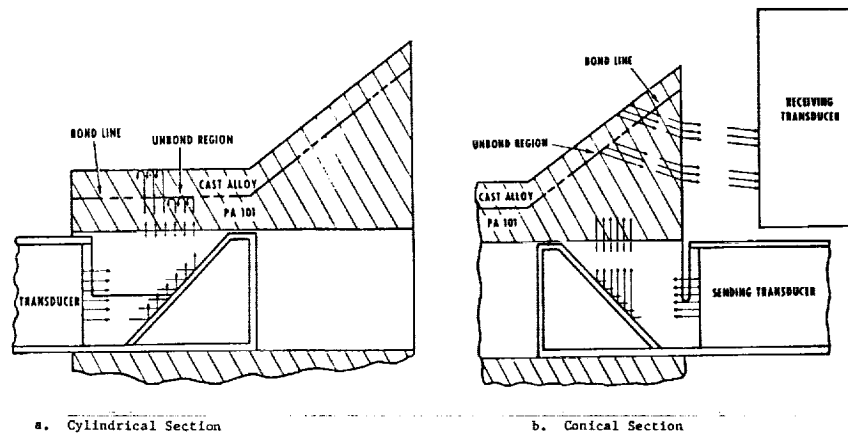 BOND LINE
UNBOND REGION
CAST ALLOY
PA 101
TRANSDUCER
a. Cylindrical Section
BOND LINE
UNBOND REGION
CAST ALLOY
PA 101
RECEIVING
TRANSDUCER
SENDING TRANSDUCER
b. Conical Section